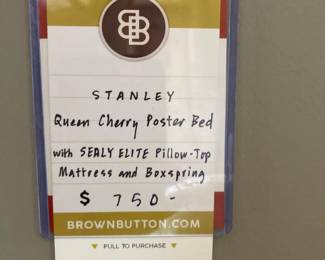 BB
STANLEY
Queen Cherry Poster Bed
with SEALY ELITE Pillow-Top
Mattress and Boxspring
$ 750-
BROWNBUTTON.COM
▼ PULL TO PURCHASE ▼